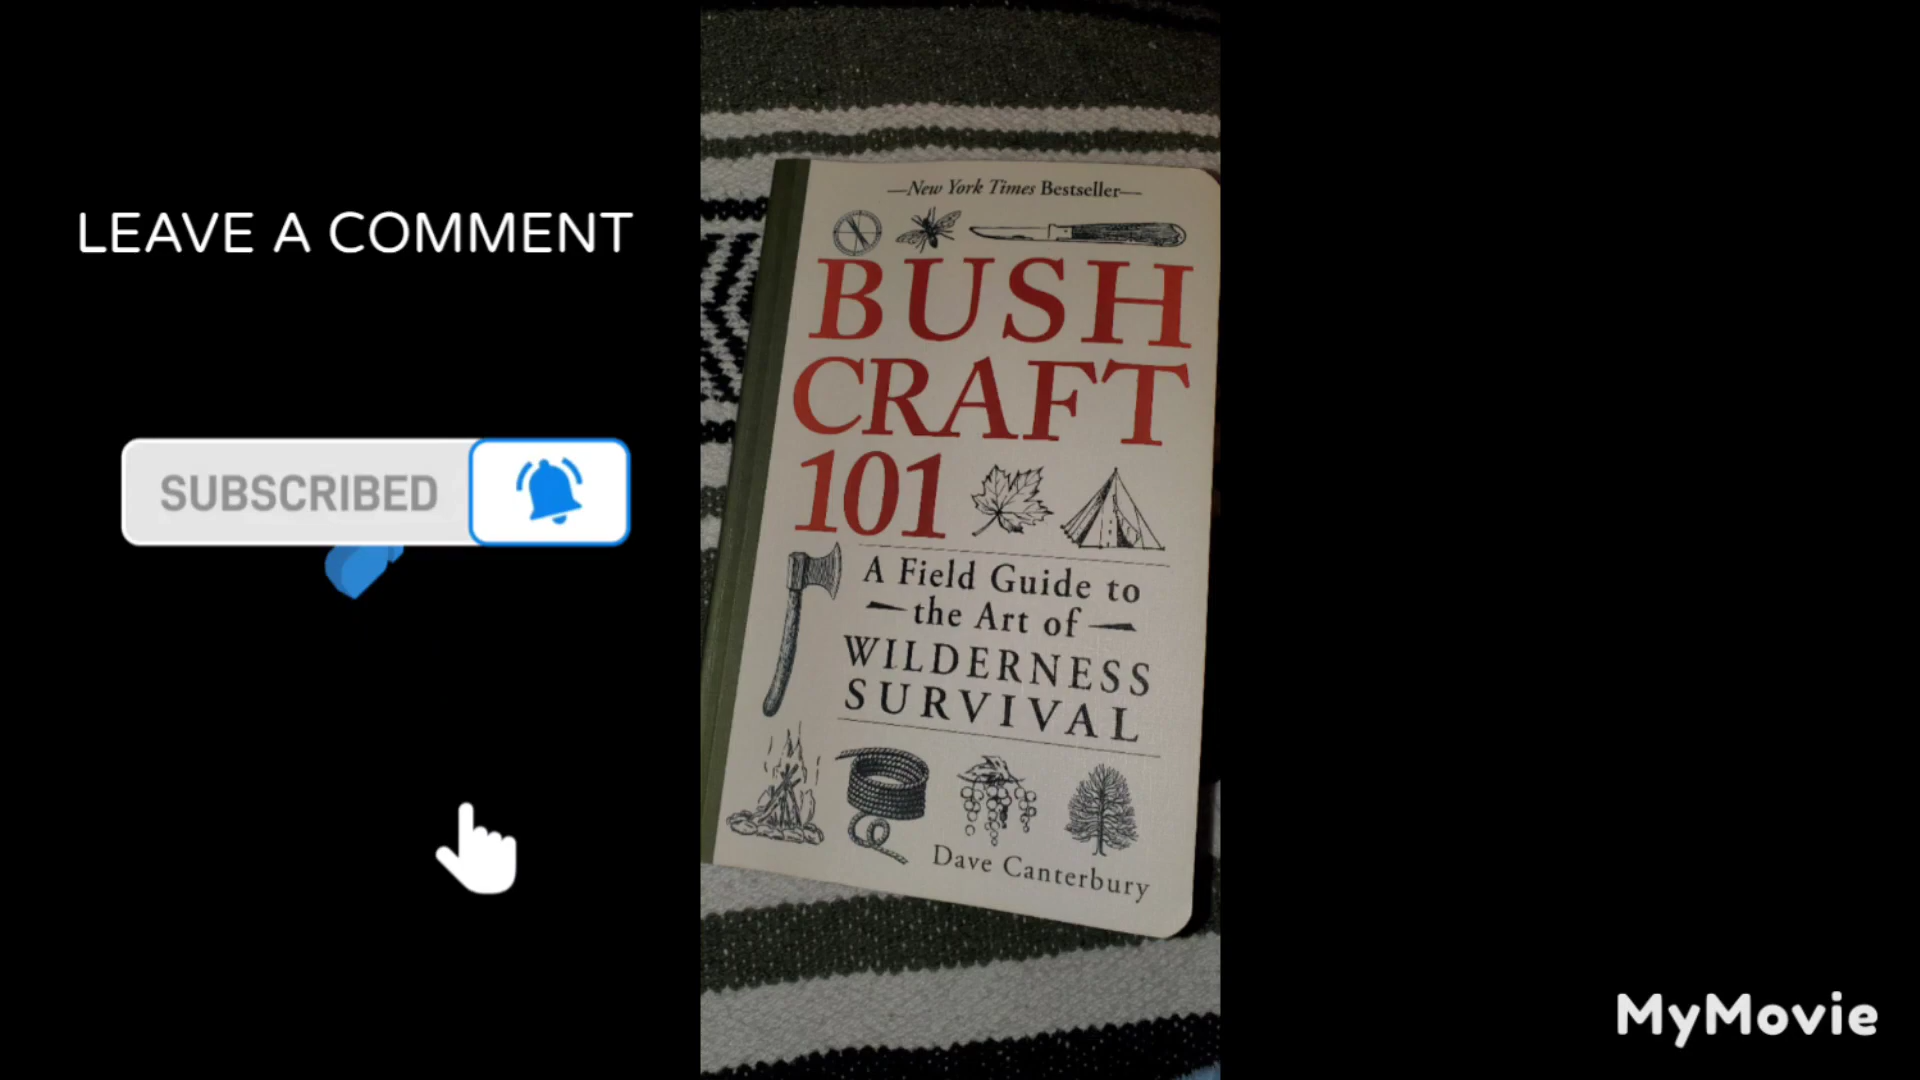 LEAVE A COMMENT
SUBSCRIBED
—New York Times Bestseller—
BUSH
CRAFT
101
A Field Guide to
—the Art of—
WILDERNESS
SURVIVAL
Dave Canterbury
MyMovie